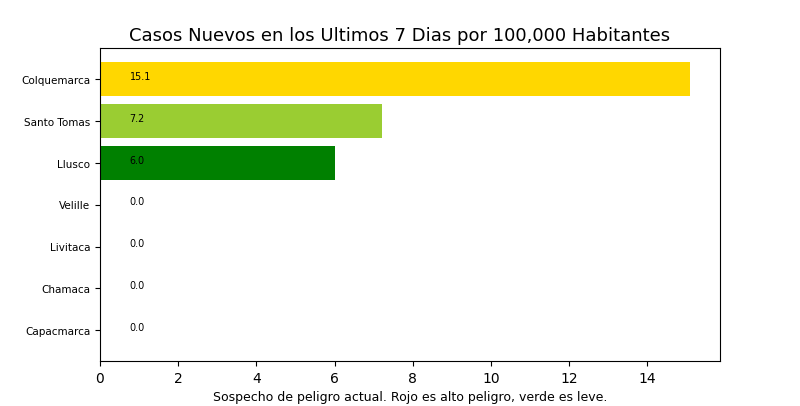 Casos Nuevos en los Ultimos 7 Dias por 100,000 Habitantes
Colquemarca 15.1
Santo Tomas 7.2
Llusco 6.0
Velille 0.0
Livitaca 0.0
Chamaca 0.0
Capacmarca 0.0
0 2 4 6 8 10 12 14
Sospecho de peligro actual. Rojo es alto peligro, verde es leve.